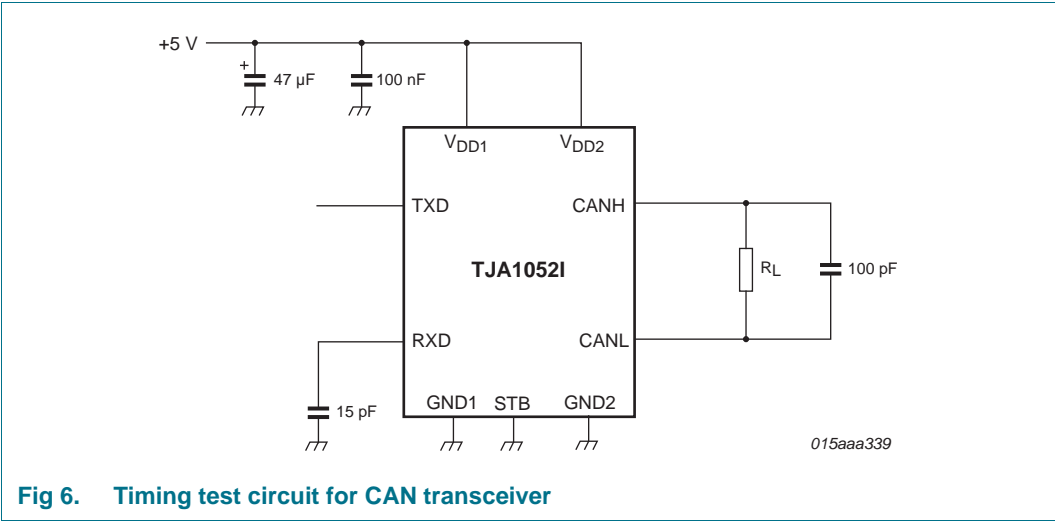 +5 V
+
47 μF
100 nF
VDD1
VDD2
TXD
CANH
TJA1052I
RL
100 pF
RXD
CANL
15 pF
GND1
STB
GND2
015aaa339
Fig 6. Timing test circuit for CAN transceiver